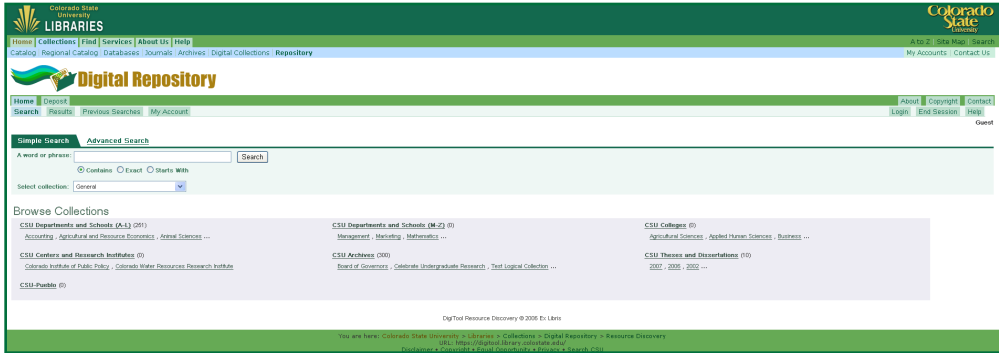 Colorado State
University
LIBRARIES
Colorado
State
University
Home Collections Find Services About Us Help
A to Z Site Map Search
Catalog Regional Catalog Databases Journals Archives Digital Collections Repository
My Accounts Contact Us
Digital Repository
Home Deposit
About Copyright Contact
Search Results Previous Searches My Account
Login End Session Help
Guest
Simple Search Advanced Search
A word or phrase: Search
Contains Exact Starts With
Select collection: General
Browse Collections
CSU Departments and Schools (A-L) (251)
Accounting , Agricultural and Resource Economics , Animal Sciences ...
CSU Departments and Schools (M-Z) (0)
Management , Marketing , Mathematics ...
CSU Colleges (0)
Agricultural Sciences , Applied Human Sciences , Business ...
CSU Centers and Research Institutes (0)
Colorado Institute of Public Policy , Colorado Water Resources Research Institute
CSU Archives (300)
Board of Governors , Celebrate Undergraduate Research , Test Logical Collection ...
CSU Theses and Dissertations (10)
2007 , 2006 , 2002 ...
CSU-Pueblo (0)
DigiTool Resource Discovery © 2006 Ex Libris
You are here: Colorado State University > Libraries > Collections > Digital Repository > Resource Discovery
URL: https://digitool.library.colostate.edu/
Disclaimer • Copyright • Equal Opportunity • Privacy • Search CSU